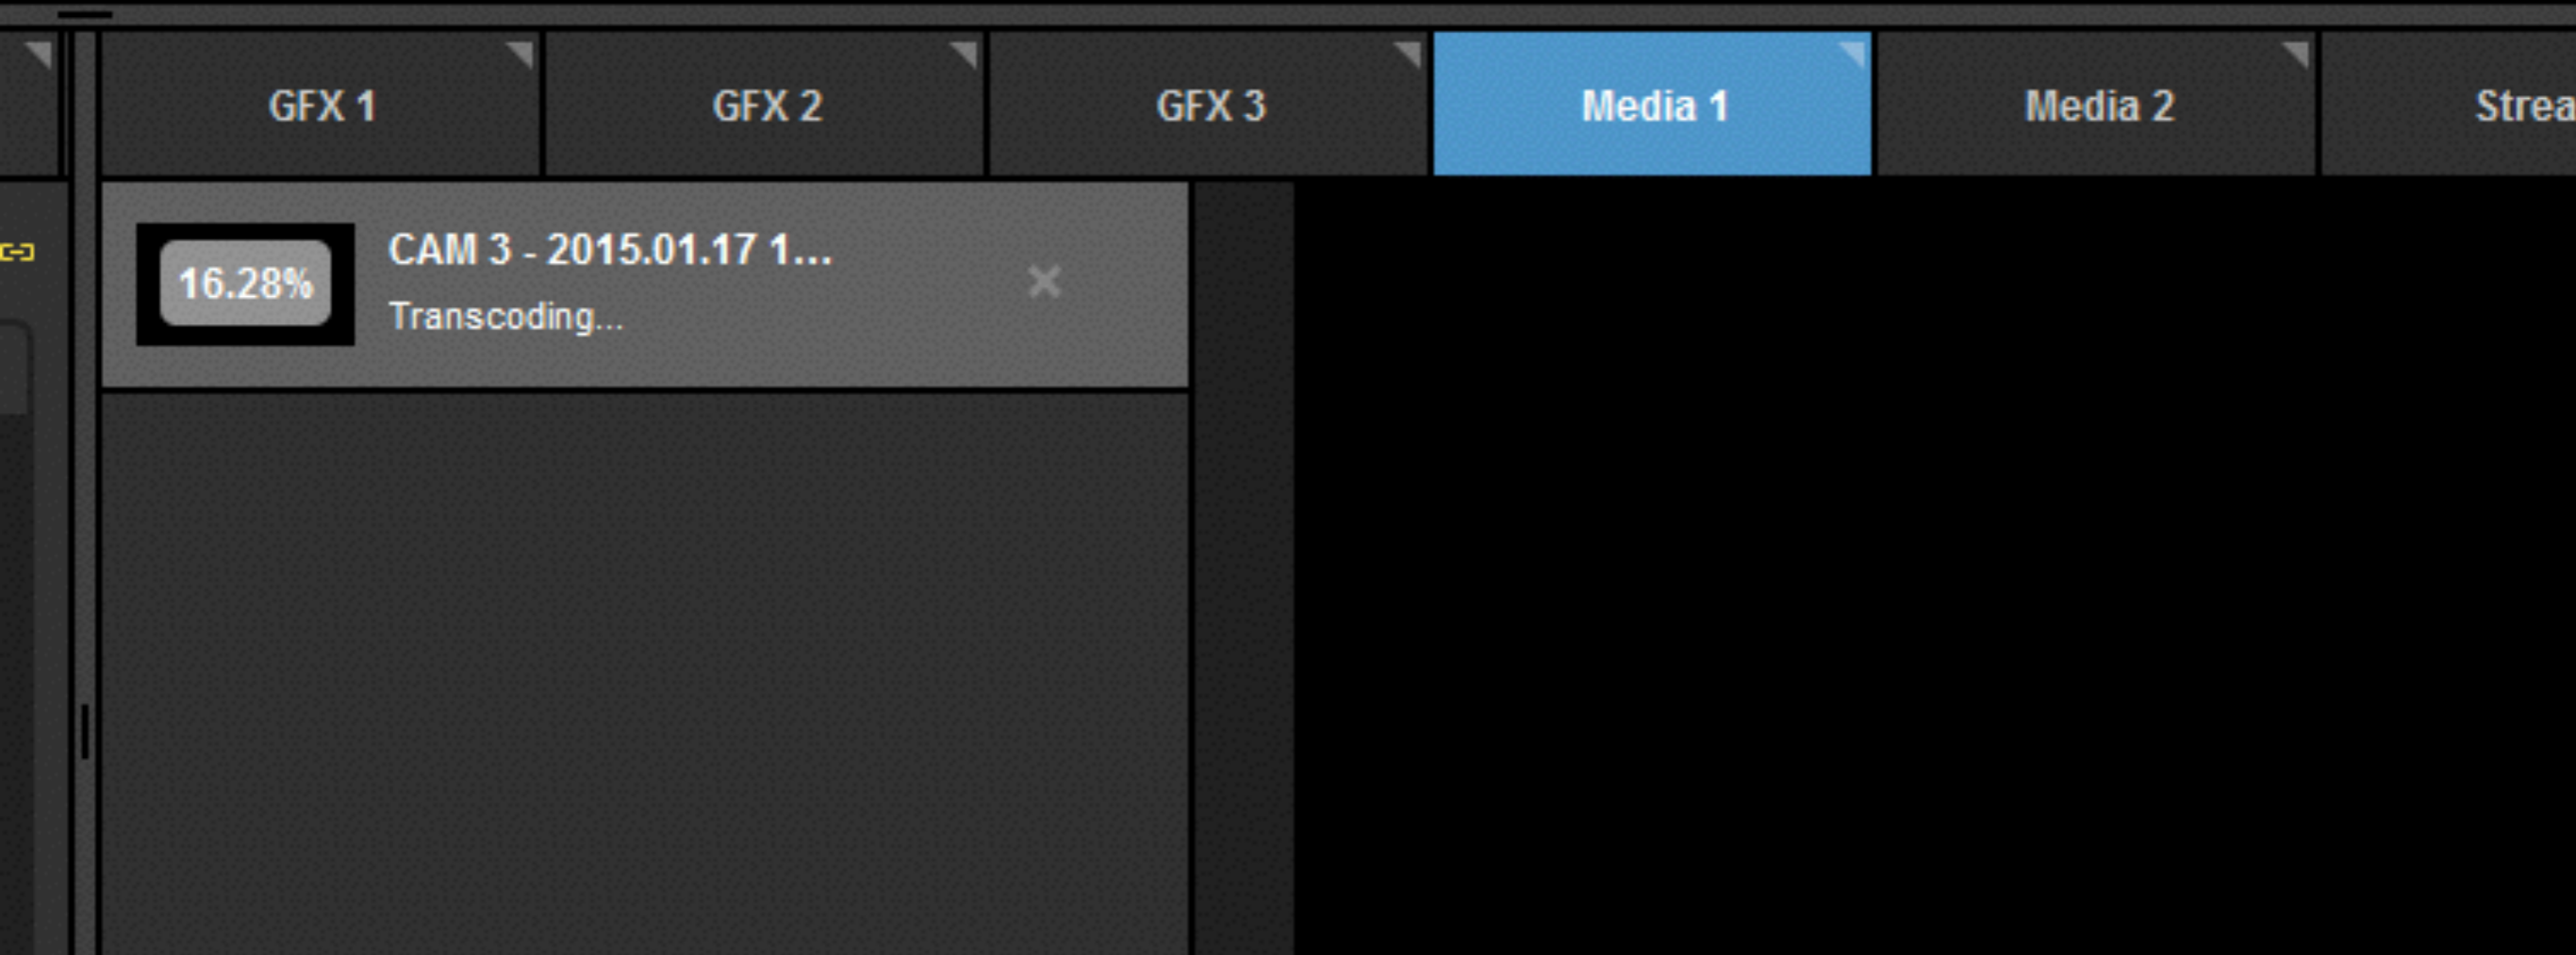 GFX 1 GFX 2 GFX 3 Media 1 Media 2 Strea
16.28%
CAM 3 - 2015.01.17 1...
Transcoding...